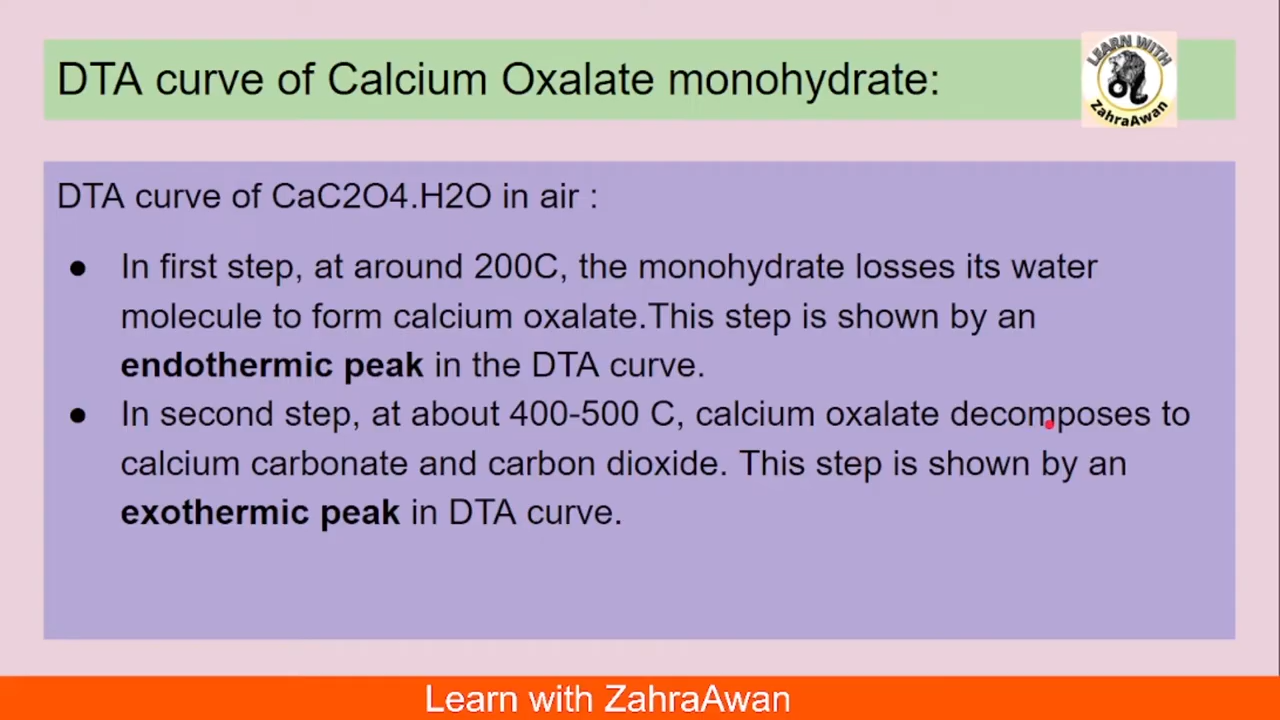 DTA curve of Calcium Oxalate monohydrate:
LEARN WITH
ZahraAwan
DTA curve of CaC2O4.H2O in air :
● In first step, at around 200C, the monohydrate losses its water
molecule to form calcium oxalate.This step is shown by an
endothermic peak in the DTA curve.
● In second step, at about 400-500 C, calcium oxalate decomposes to
calcium carbonate and carbon dioxide. This step is shown by an
exothermic peak in DTA curve.
Learn with ZahraAwan